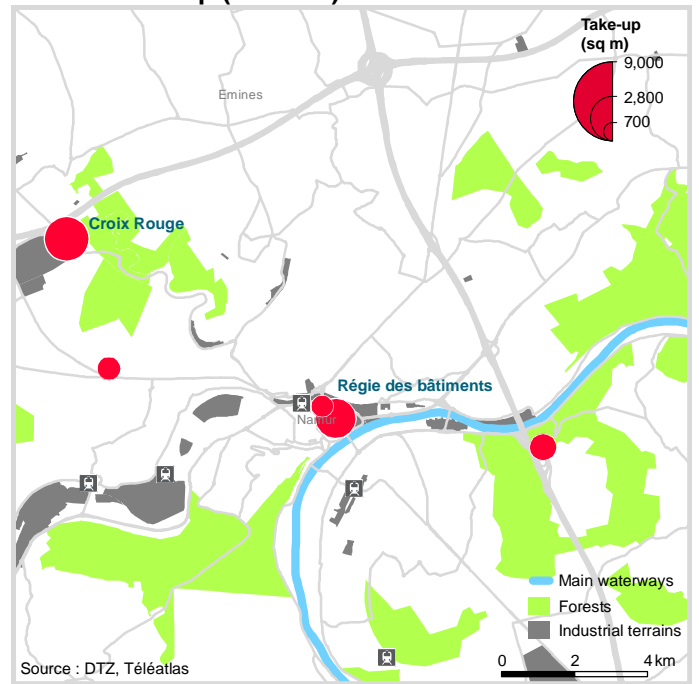 Take-up
(sq m)
9,000
2,800
700
Emines
Croix Rouge
Régie des bâtiments
Namur
Main waterways
Forests
Industrial terrains
Source : DTZ, Téléatlas
0 2 4 km